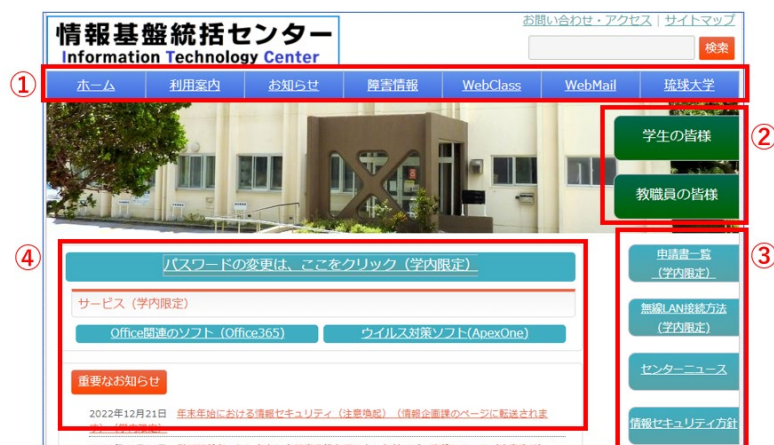 情報基盤統括センター
Information Technology Center
お問い合わせ・アクセス | サイトマップ
検索
①
ホーム 利用案内 お知らせ 障害情報 WebClass WebMail 琉球大学
②
学生の皆様
教職員の皆様
④
パスワードの変更は、ここをクリック（学内限定）
サービス（学内限定）
Office関連のソフト（Office365） ウイルス対策ソフト(ApexOne)
重要なお知らせ
2022年12月21日 年末年始における情報セキュリティ（注意喚起）（情報企画課のページに転送されま
③
申請書一覧
（学内限定）
無線LAN接続方法
（学内限定）
センターニュース
情報セキュリティ方針